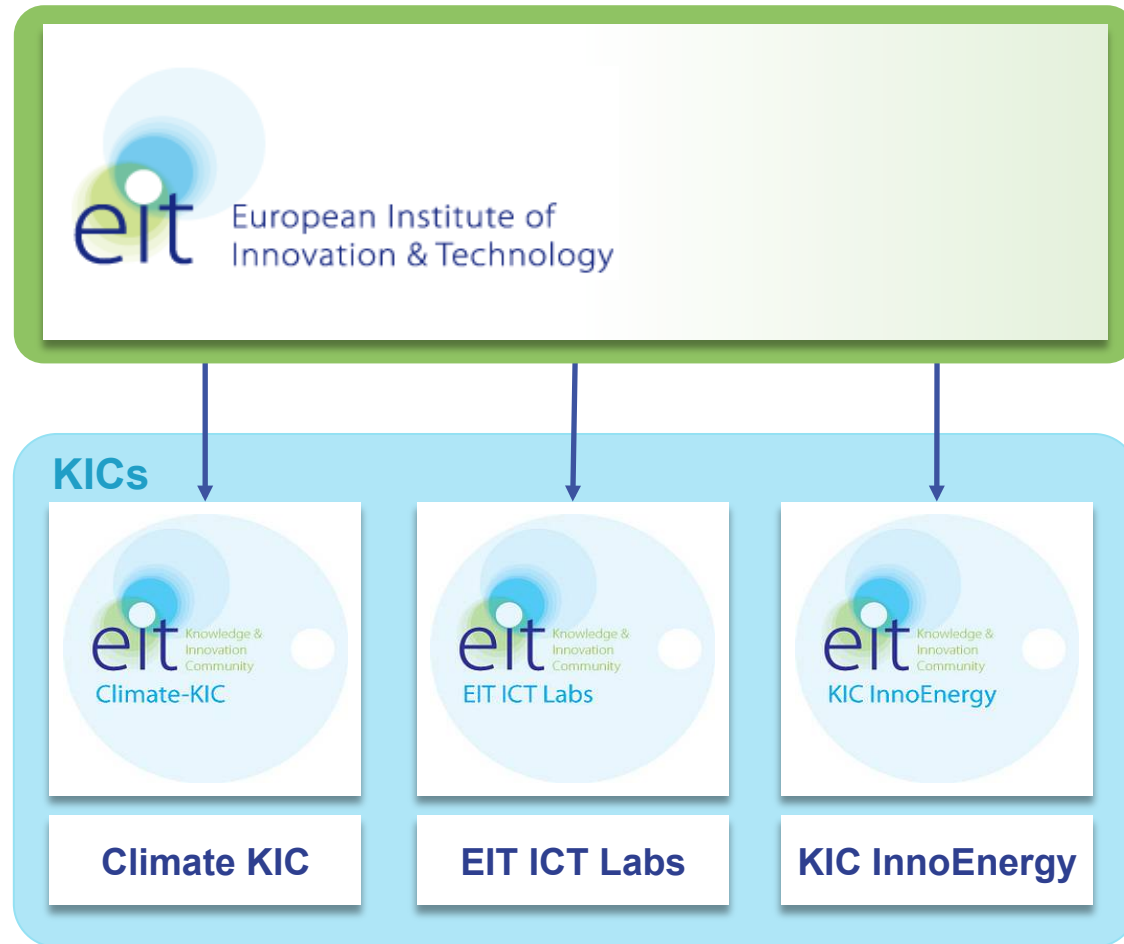 eit
European Institute of
Innovation & Technology
KICs
eit
Knowledge &
Innovation
Community
Climate-KIC
eit
Knowledge &
Innovation
Community
EIT ICT Labs
eit
Knowledge &
Innovation
Community
KIC InnoEnergy
Climate KIC
EIT ICT Labs
KIC InnoEnergy